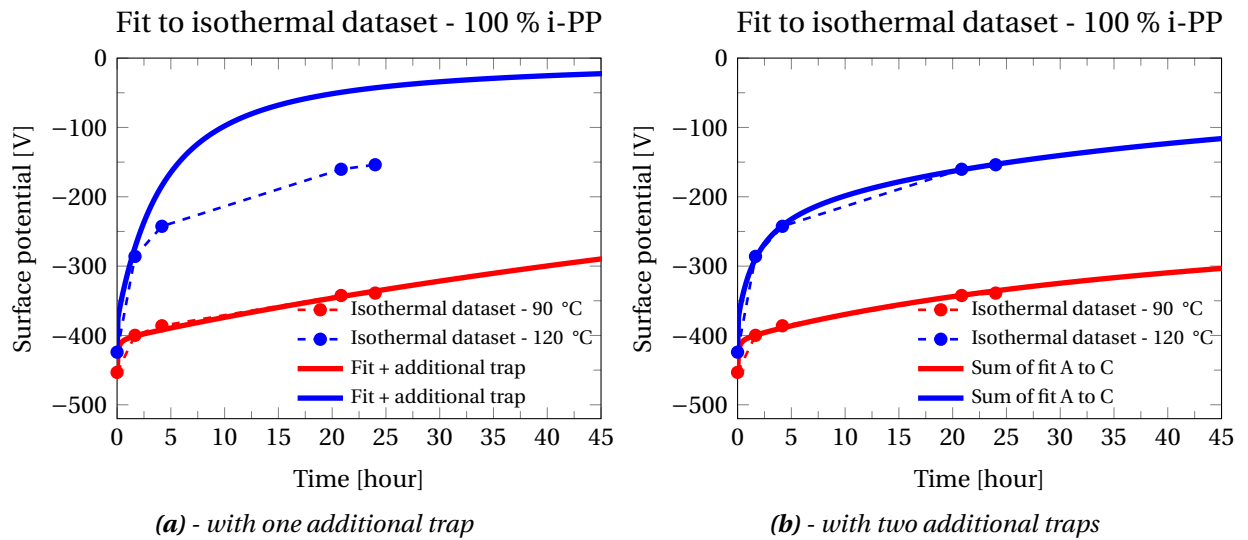 Fit to isothermal dataset - 100 % i-PP
0
−100
−200
−300
−400
−500
Surface potential [V]
Isothermal dataset - 90 °C
Isothermal dataset - 120 °C
Fit + additional trap
Fit + additional trap
0 5 10 15 20 25 30 35 40 45
Time [hour]
(a) - with one additional trap
Fit to isothermal dataset - 100 % i-PP
0
−100
−200
−300
−400
−500
Surface potential [V]
Isothermal dataset - 90 °C
Isothermal dataset - 120 °C
Sum of fit A to C
Sum of fit A to C
0 5 10 15 20 25 30 35 40 45
Time [hour]
(b) - with two additional traps